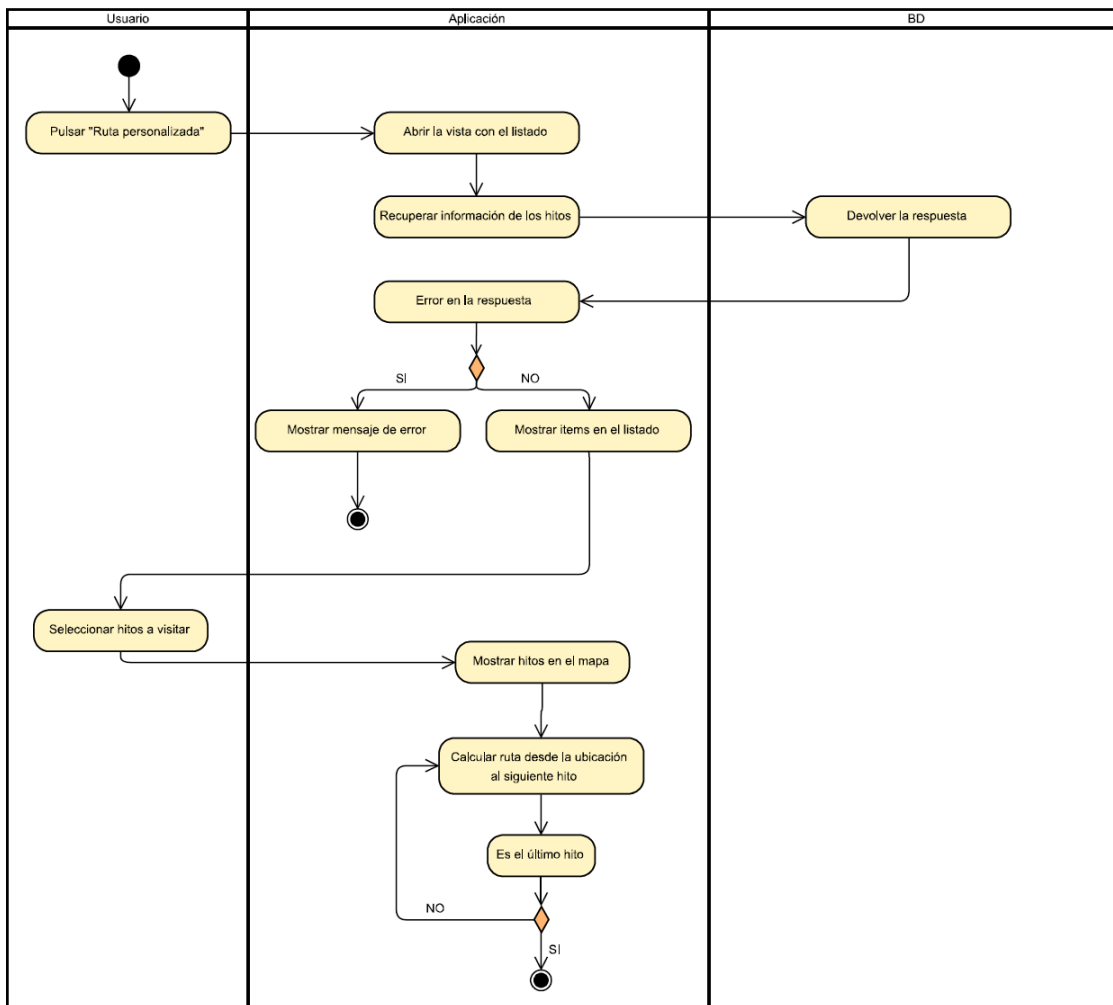 Usuario
Aplicación
BD
Pulsar "Ruta personalizada"
Abrir la vista con el listado
Recuperar información de los hitos
Devolver la respuesta
Error en la respuesta
SI
NO
Mostrar mensaje de error
Mostrar items en el listado
Seleccionar hitos a visitar
Mostrar hitos en el mapa
Calcular ruta desde la ubicación
al siguiente hito
Es el último hito
NO
SI